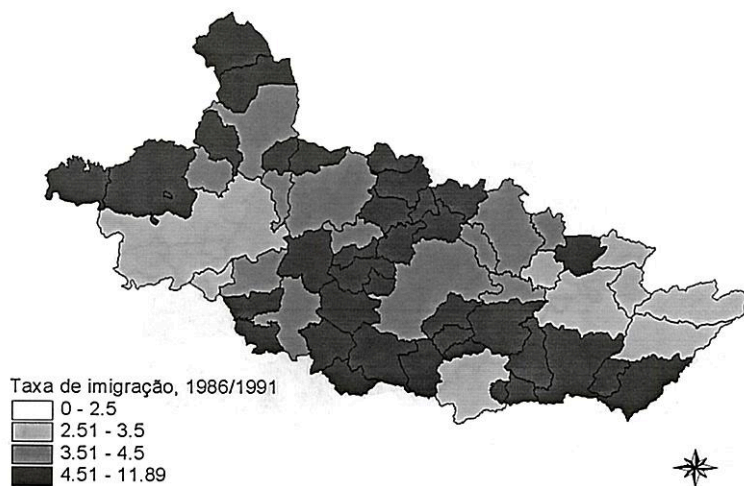 Taxa de imigração, 1986/1991
0 - 2.5
2.51 - 3.5
3.51 - 4.5
4.51 - 11.89